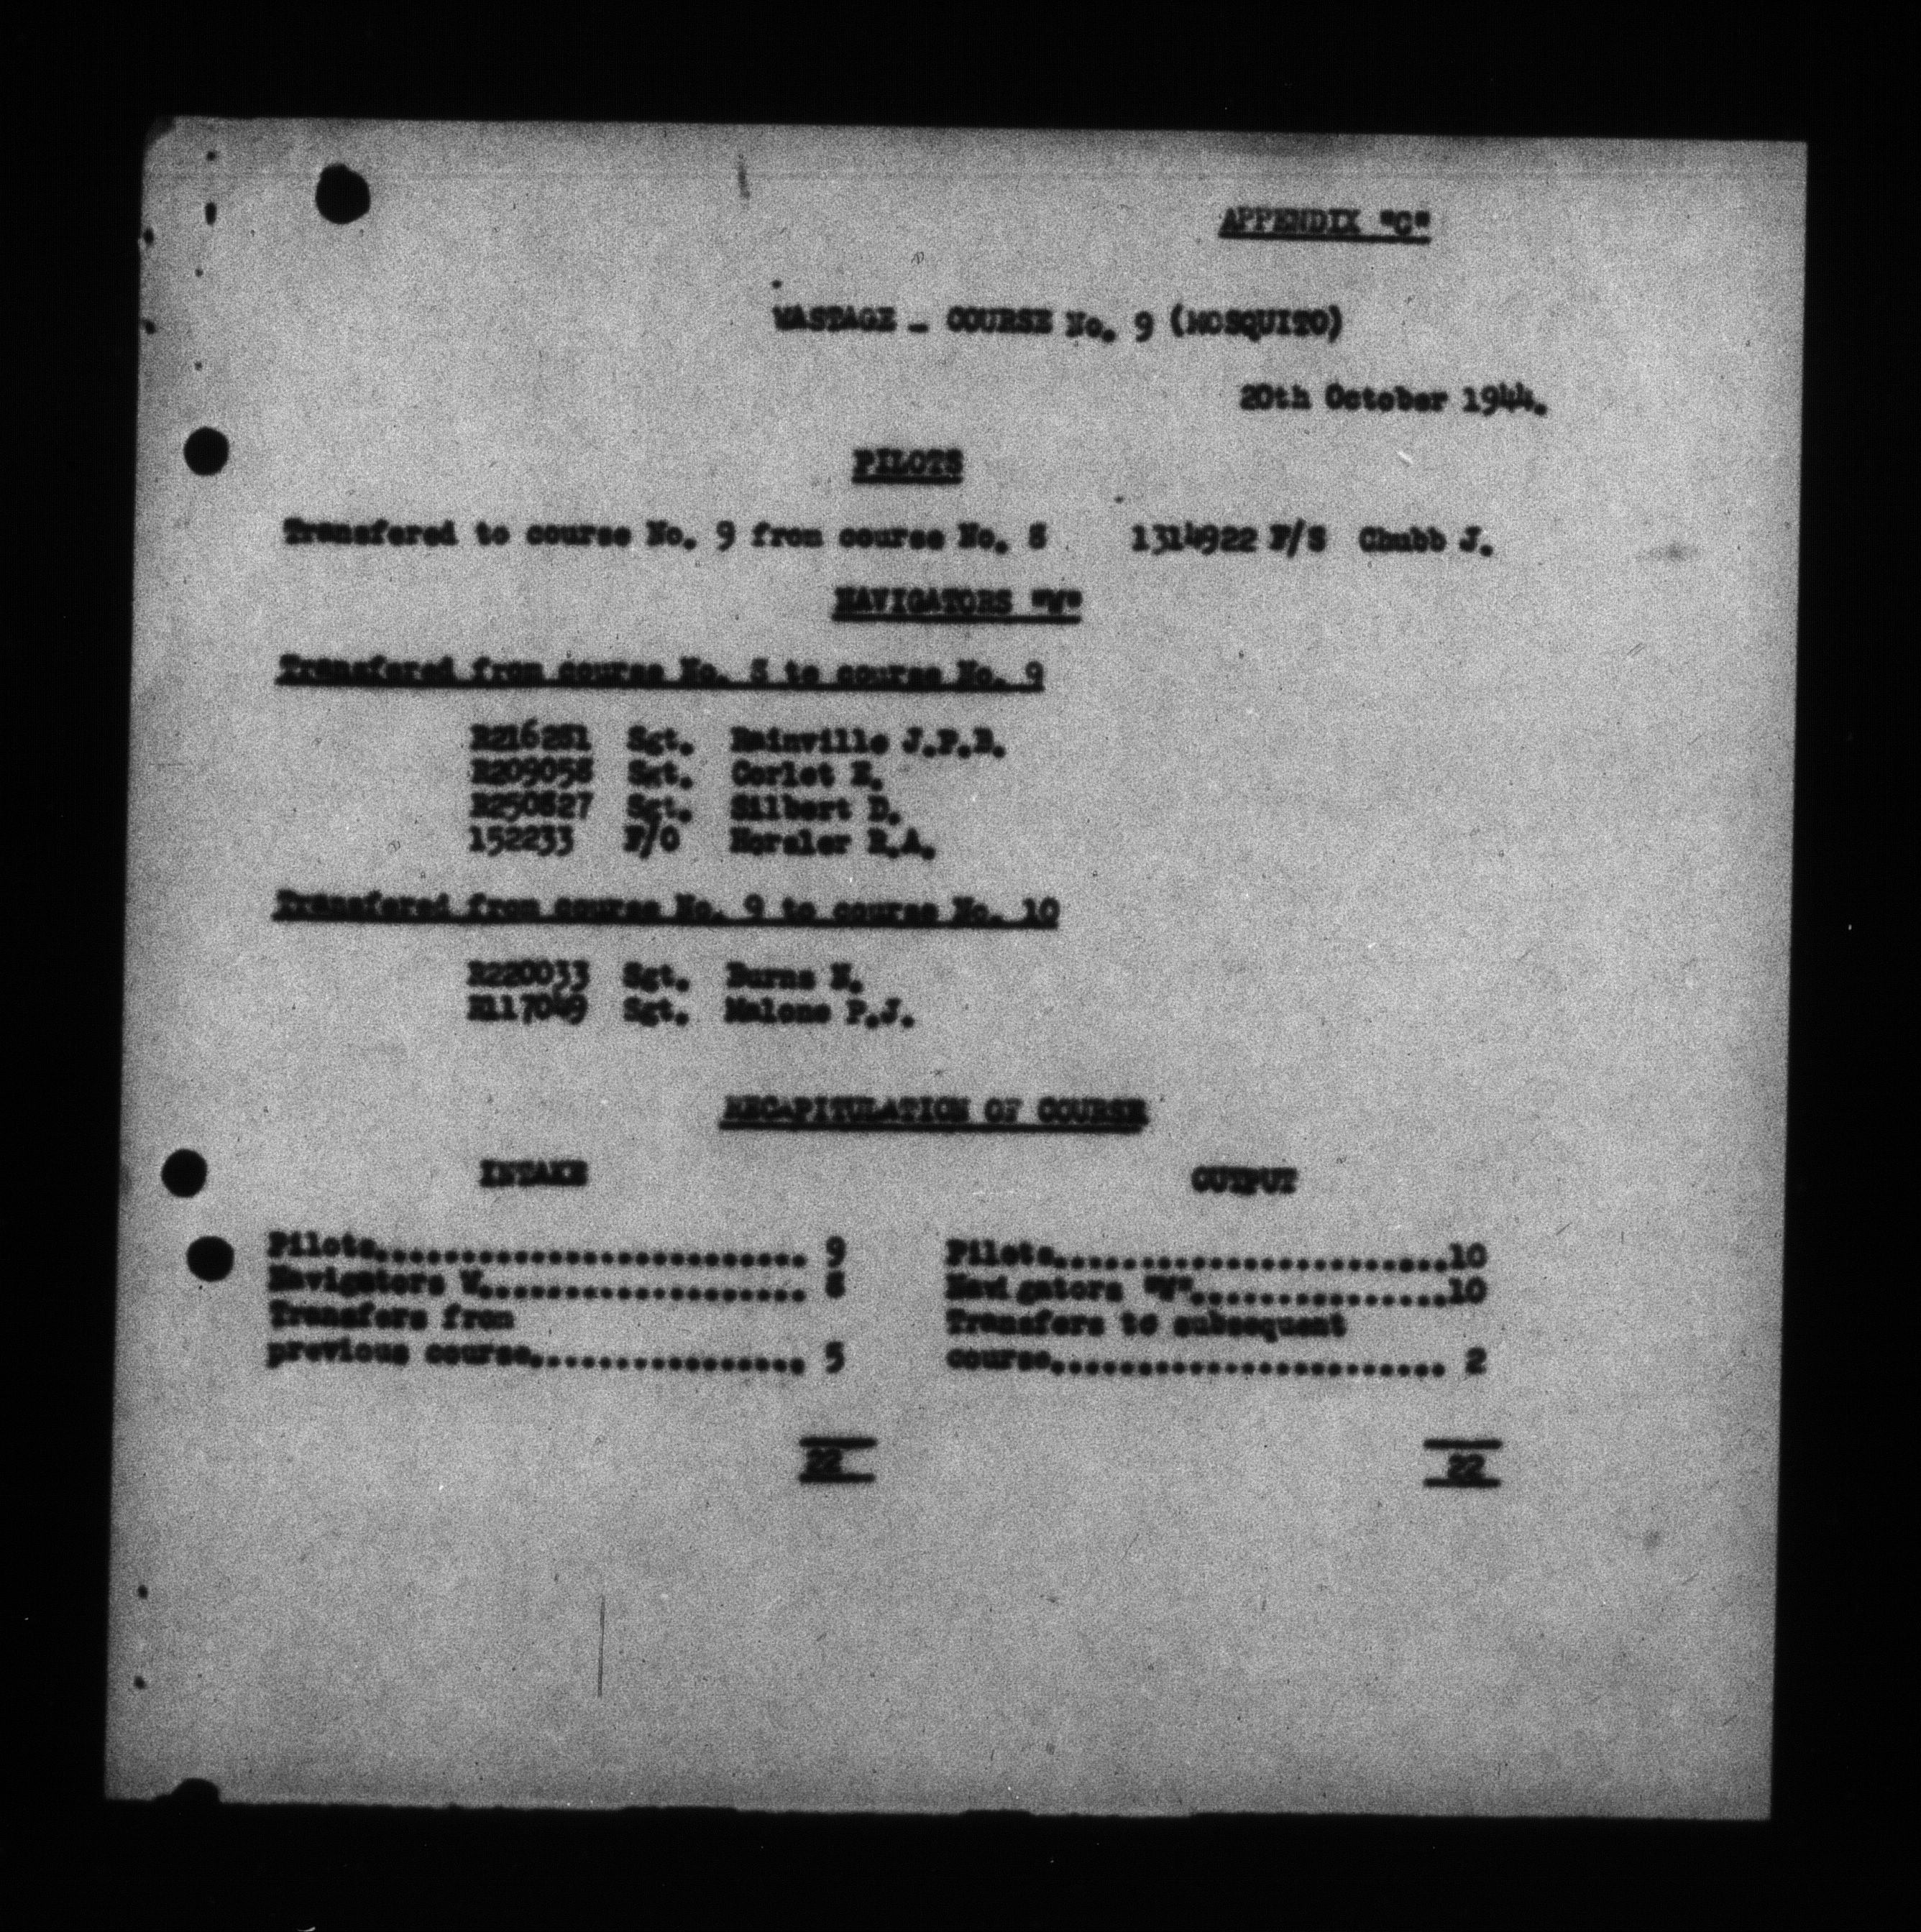 APPENDIX "C"
WASTAGE - COURSE No. 9 (MOSQUITO)
20th October 1944.
PILOTS
Transfered to course No. 9 from course No. 8 1314922 F/S Chubb J.
NAVIGATORS "W"
Transfered from course No. 8 to course No. 9
R216281 Sgt. Rainville J.P.B.
R209058 Sgt. Corlet E.
R250827 Sgt. Silbert D.
152233 F/O Horsler R.A.
Transfered from course No. 9 to course No. 10
R220033 Sgt. Burns
R117049 Sgt. Malone P.J.
RECAPITULATION OF COURSE
INTAKE OUTPUT
Pilots......................... 9 Pilots.......................10
Navigators W................... 8 Navigators "W"...............10
Transfers from Transfers to subsequent
previous course................ 5 course....................... 2
22 22